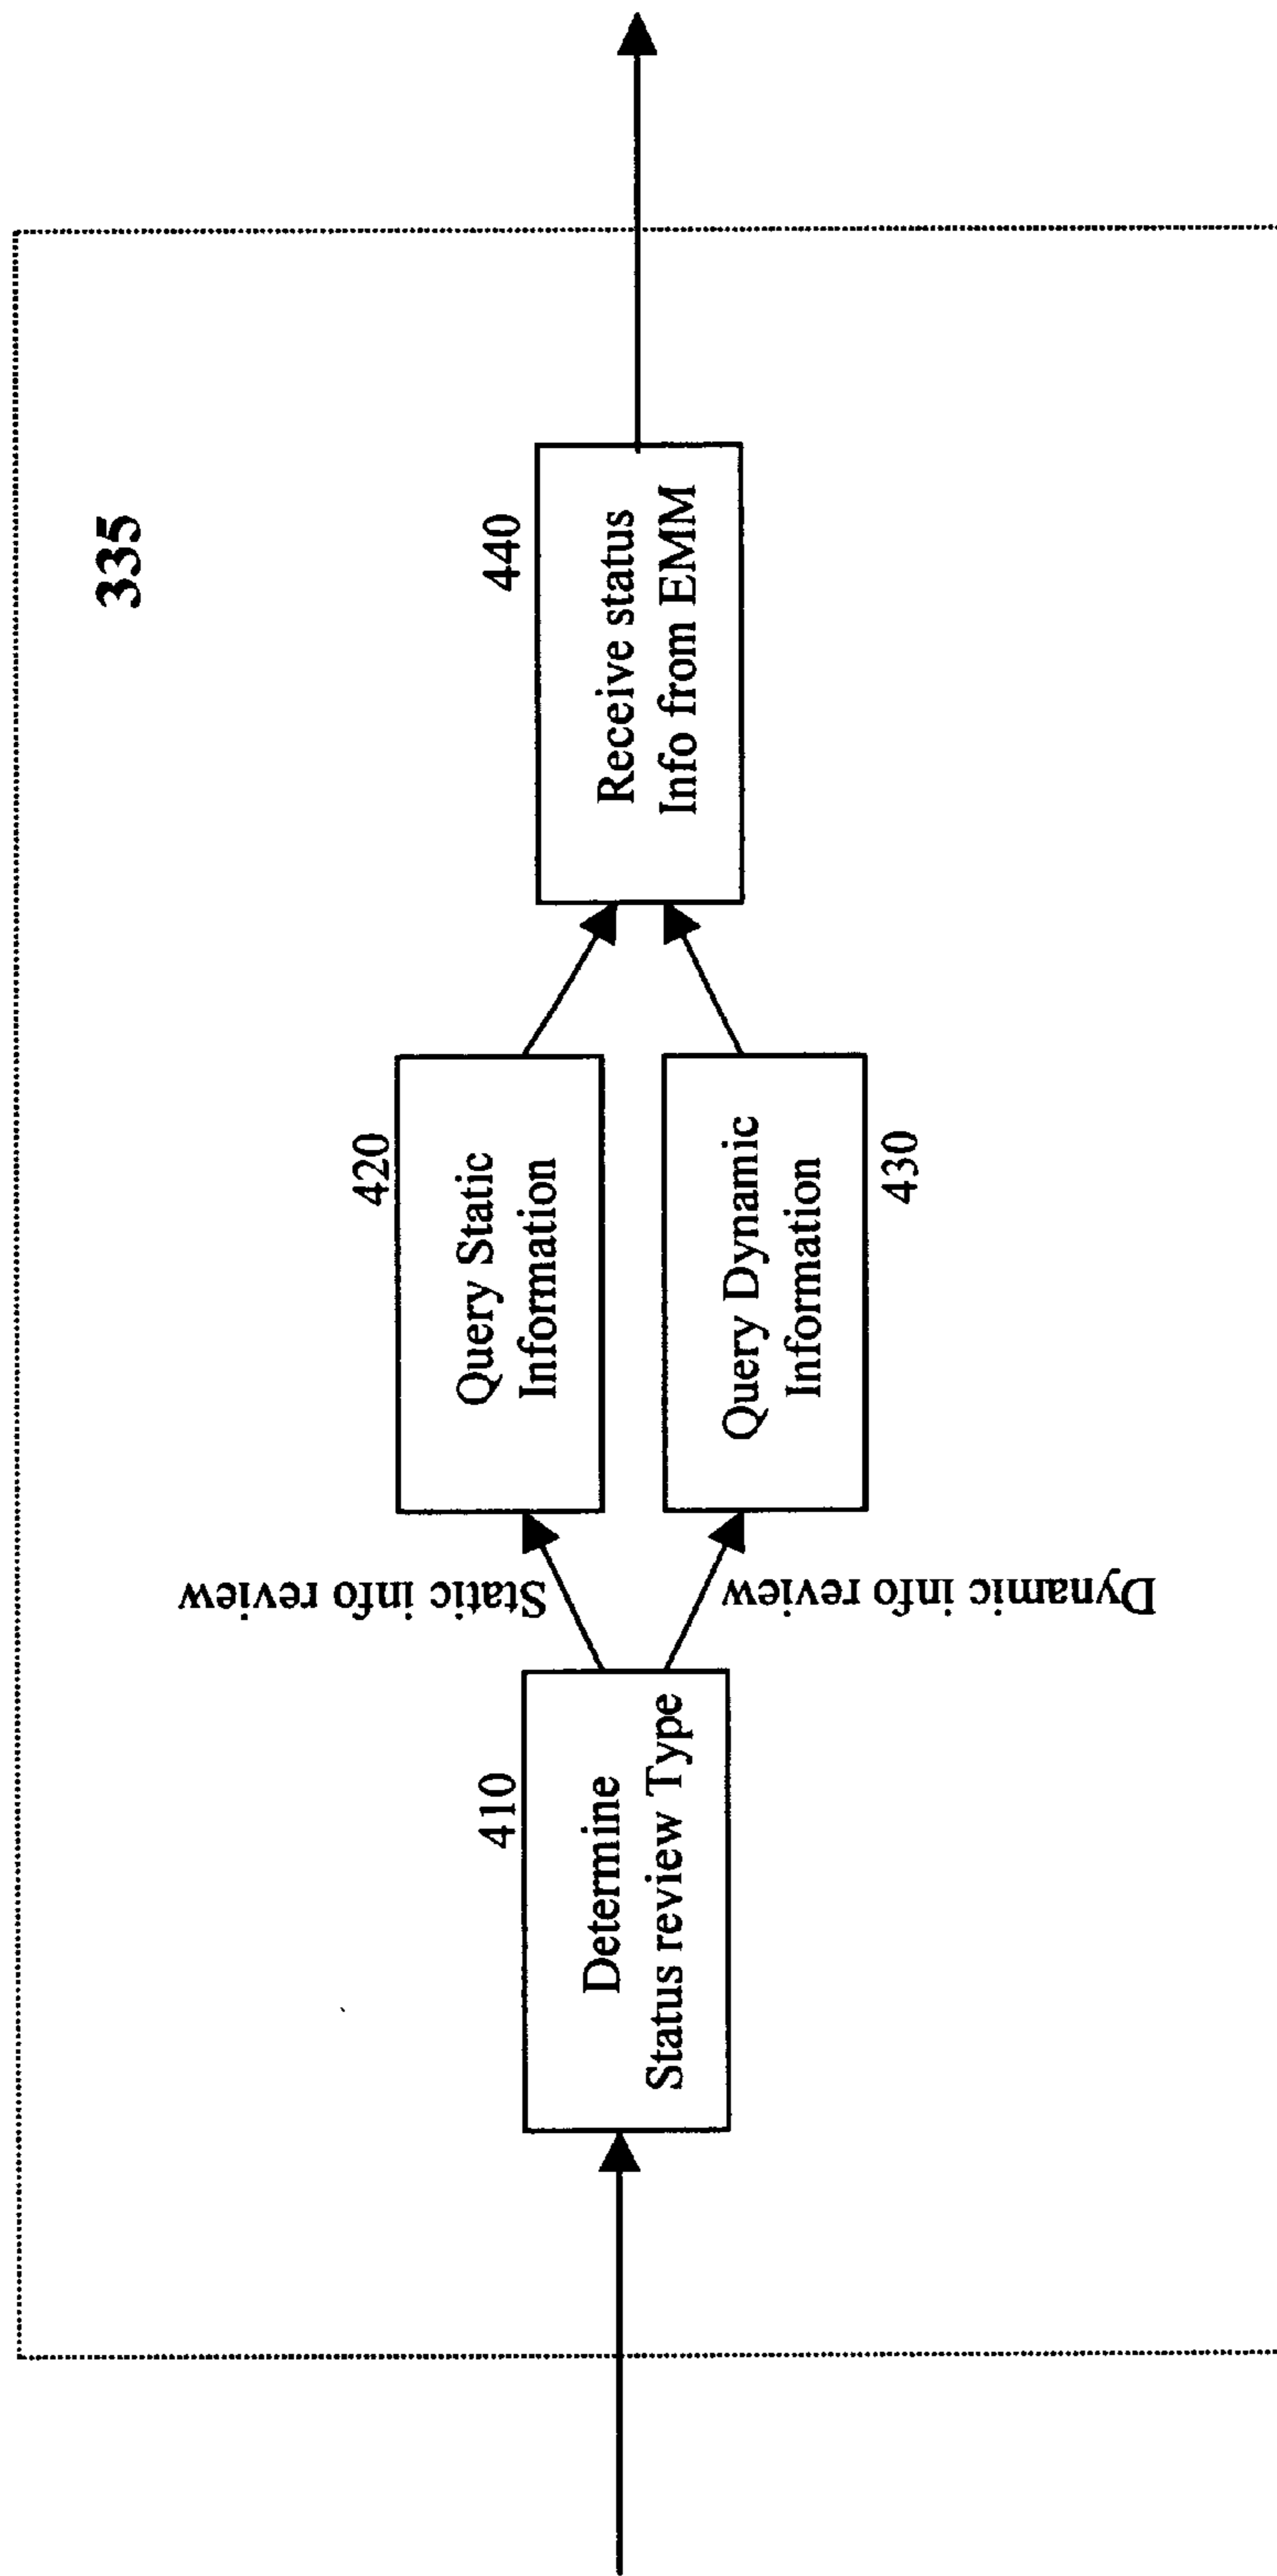 335
410
Determine
Status review Type
Static info review
Dynamic info review
420
Query Static
Information
Query Dynamic
Information
430
440
Receive status
Info from EMM